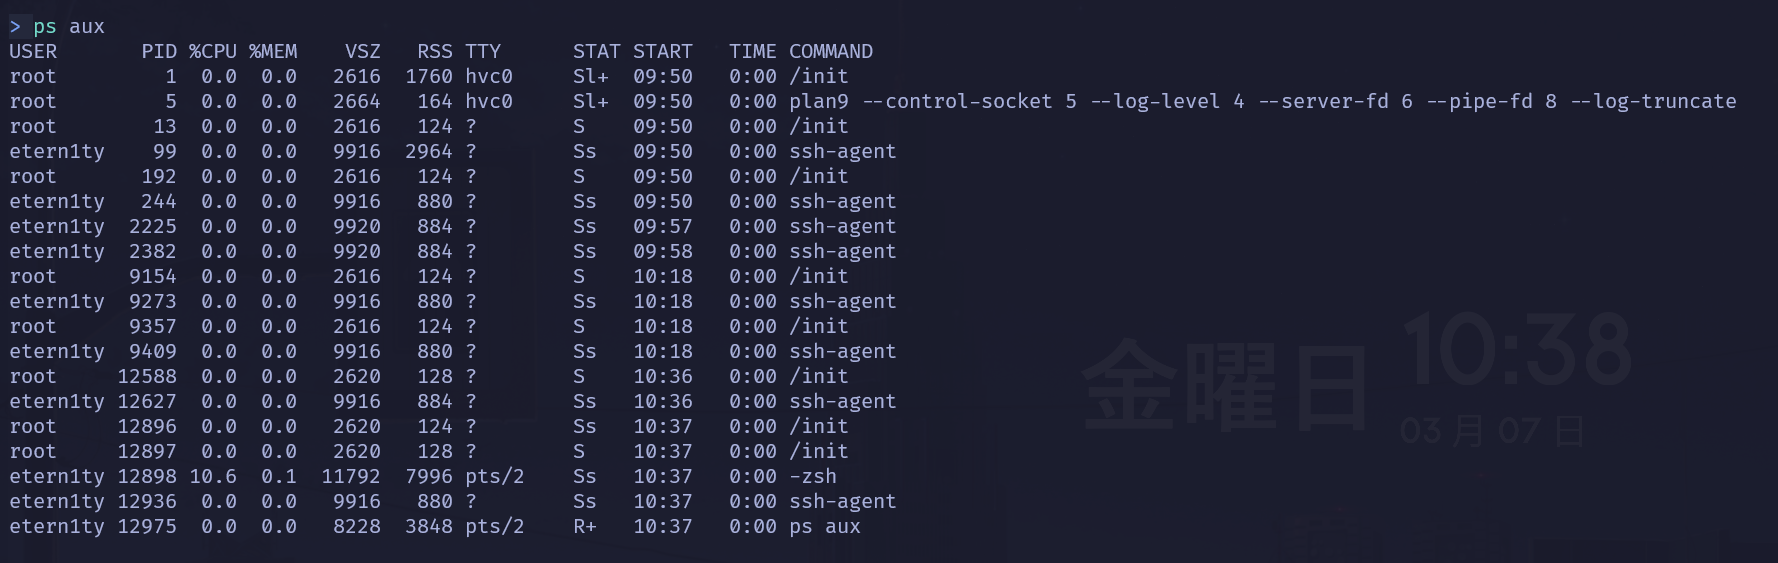 > ps aux
USER       PID %CPU %MEM    VSZ   RSS TTY      STAT START   TIME COMMAND
root         1  0.0  0.0   2616  1760 hvc0     Sl+  09:50   0:00 /init
root         5  0.0  0.0   2664   164 hvc0     Sl+  09:50   0:00 plan9 --control-socket 5 --log-level 4 --server-fd 6 --pipe-fd 8 --log-truncate
root        13  0.0  0.0   2616   124 ?        S    09:50   0:00 /init
etern1ty    99  0.0  0.0   9916  2964 ?        Ss   09:50   0:00 ssh-agent
root       192  0.0  0.0   2616   124 ?        S    09:50   0:00 /init
etern1ty   244  0.0  0.0   9916   880 ?        Ss   09:50   0:00 ssh-agent
etern1ty  2225  0.0  0.0   9920   884 ?        Ss   09:57   0:00 ssh-agent
etern1ty  2382  0.0  0.0   9920   884 ?        Ss   09:58   0:00 ssh-agent
root      9154  0.0  0.0   2616   124 ?        S    10:18   0:00 /init
etern1ty  9273  0.0  0.0   9916   880 ?        Ss   10:18   0:00 ssh-agent
root      9357  0.0  0.0   2616   124 ?        S    10:18   0:00 /init
etern1ty  9409  0.0  0.0   9916   880 ?        Ss   10:18   0:00 ssh-agent
root     12588  0.0  0.0   2620   128 ?        S    10:36   0:00 /init
etern1ty 12627  0.0  0.0   9916   884 ?        Ss   10:36   0:00 ssh-agent
root     12896  0.0  0.0   2620   124 ?        Ss   10:37   0:00 /init
root     12897  0.0  0.0   2620   128 ?        S    10:37   0:00 /init
etern1ty 12898 10.6  0.1  11792  7996 pts/2    Ss   10:37   0:00 -zsh
etern1ty 12936  0.0  0.0   9916   880 ?        Ss   10:37   0:00 ssh-agent
etern1ty 12975  0.0  0.0   8228  3848 pts/2    R+   10:37   0:00 ps aux
金曜日
10:38
03 月 07 日